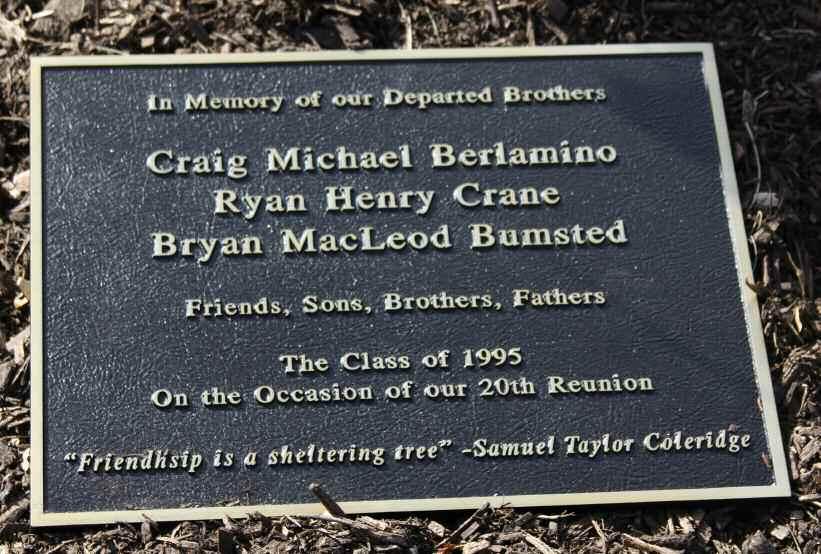 In Memory of our Departed Brothers
Craig Michael Berlamino
Ryan Henry Crane
Bryan MacLeod Bumsted
Friends, Sons, Brothers, Fathers
The Class of 1995
On the Occasion of our 20th Reunion
"Friendhsip is a sheltering tree" -Samuel Taylor Coleridge